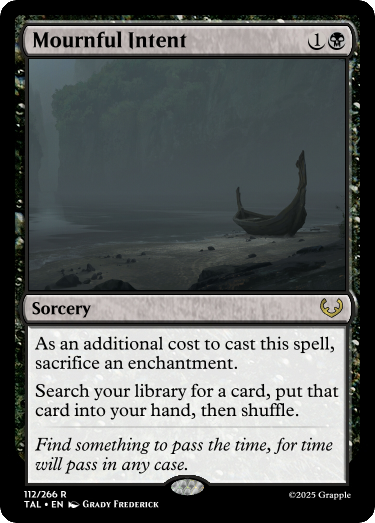 Mournful Intent 1
Sorcery
As an additional cost to cast this spell,
sacrifice an enchantment.
Search your library for a card, put that
card into your hand, then shuffle.
Find something to pass the time, for time
will pass in any case.
112/266 R
TAL • EN Grady Frederick
©2025 Grapple